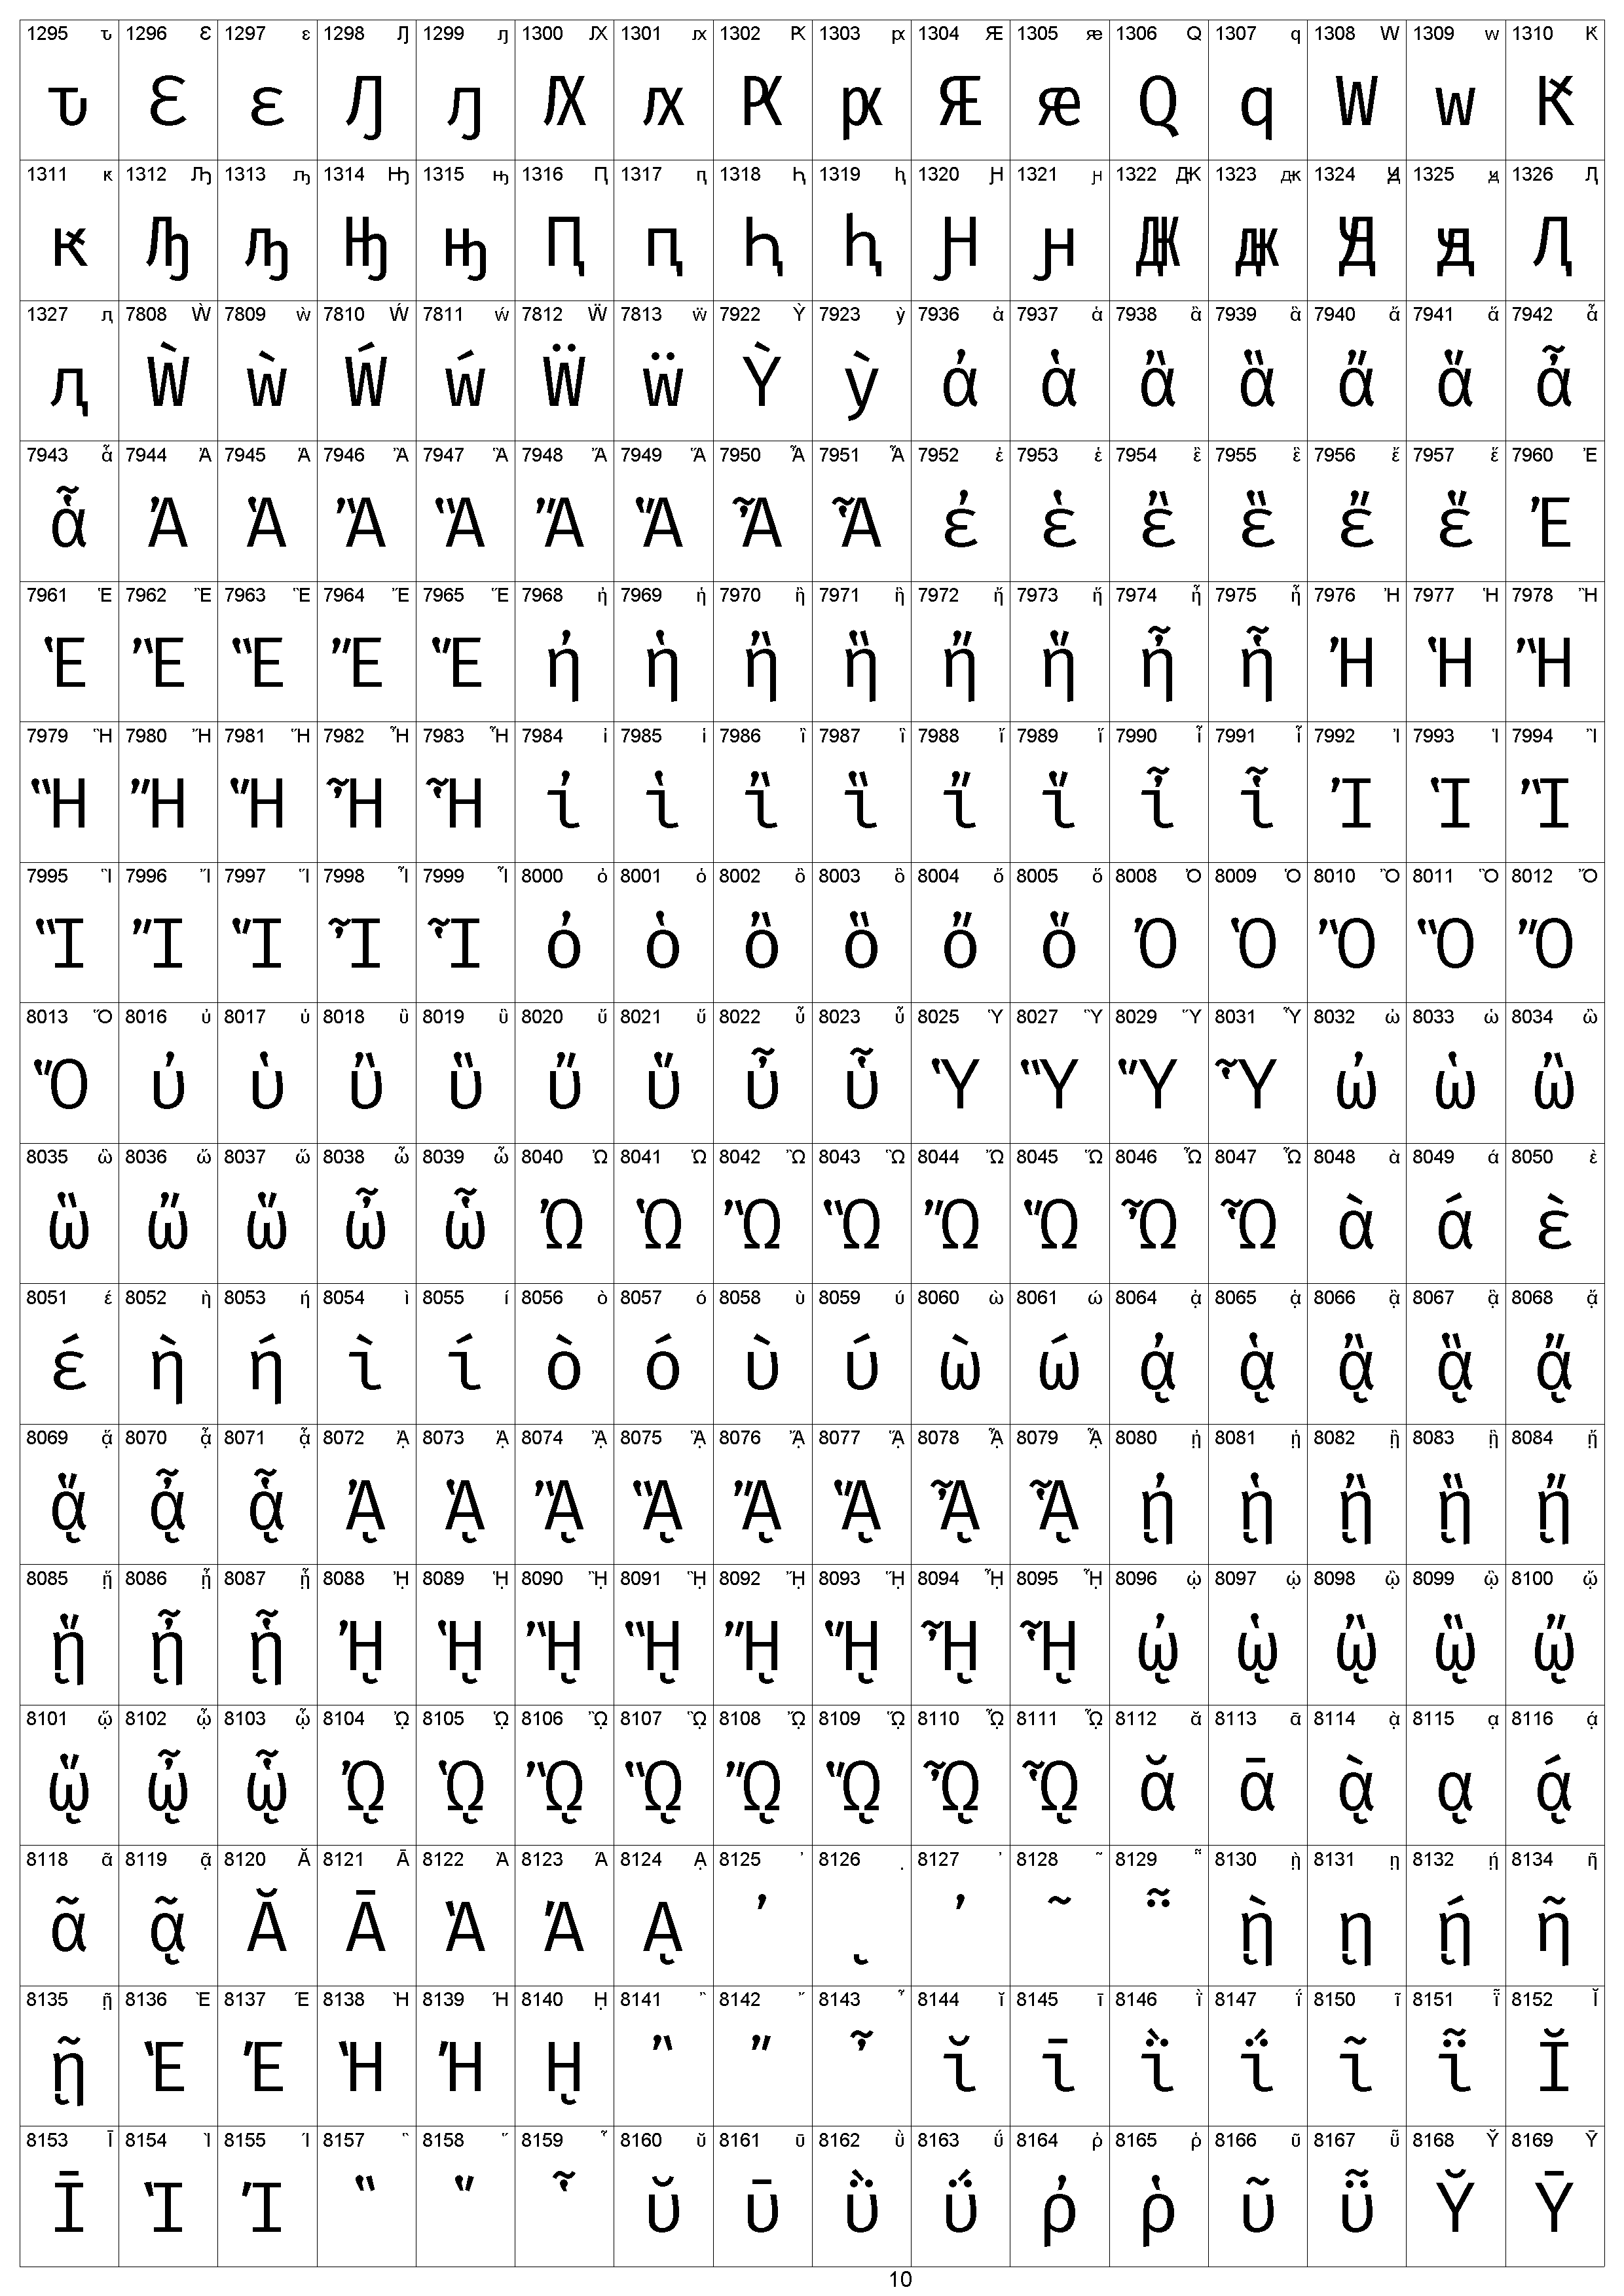 1295 ԏ 1296 Ԑ 1297 ԑ 1298 Ԓ 1299 ԓ 1300 Ԕ 1301 ԕ 1302 Ԗ 1303 ԗ 1304 Ԙ 1305 ԙ 1306 Ԛ 1307 ԛ 1308 Ԝ 1309 ԝ 1310 Ԟ
ԏ Ԑ ԑ Ԓ ԓ Ԕ ԕ Ԗ ԗ Ԙ ԙ Ԛ ԛ Ԝ ԝ Ԟ
1311 ԟ 1312 Ԡ 1313 ԡ 1314 Ԣ 1315 ԣ 1316 Ԥ 1317 ԥ 1318 Ԧ 1319 ԧ 1320 Ԩ 1321 ԩ 1322 Ԫ 1323 ԫ 1324 Ԭ 1325 ԭ 1326 Ԯ
ԟ Ԡ ԡ Ԣ ԣ Ԥ ԥ Ԧ ԧ Ԩ ԩ Ԫ ԫ Ԭ ԭ Ԯ
1327 ԯ 7808 Ẁ 7809 ẁ 7810 Ẃ 7811 ẃ 7812 Ẅ 7813 ẅ 7922 Ỳ 7923 ỳ 7936 ἀ 7937 ἁ 7938 ἂ 7939 ἃ 7940 ἄ 7941 ἅ 7942 ἆ
ԯ Ẁ ẁ Ẃ ẃ Ẅ ẅ Ỳ ỳ ἀ ἁ ἂ ἃ ἄ ἅ ἆ
7943 ἇ 7944 Ἀ 7945 Ἁ 7946 Ἂ 7947 Ἃ 7948 Ἄ 7949 Ἅ 7950 Ἆ 7951 Ἇ 7952 ἐ 7953 ἑ 7954 ἒ 7955 ἓ 7956 ἔ 7957 ἕ 7960 Ἐ
ἇ Ἀ Ἁ Ἂ Ἃ Ἄ Ἅ Ἆ Ἇ ἐ ἑ ἒ ἓ ἔ ἕ Ἐ
7961 Ἑ 7962 Ἒ 7963 Ἓ 7964 Ἔ 7965 Ἕ 7968 ἠ 7969 ἡ 7970 ἢ 7971 ἣ 7972 ἤ 7973 ἥ 7974 ἦ 7975 ἧ 7976 Ἠ 7977 Ἡ 7978 Ἢ
Ἑ Ἒ Ἓ Ἔ Ἕ ἠ ἡ ἢ ἣ ἤ ἥ ἦ ἧ Ἠ Ἡ Ἢ
7979 Ἣ 7980 Ἤ 7981 Ἥ 7982 Ἦ 7983 Ἧ 7984 ἰ 7985 ἱ 7986 ἲ 7987 ἳ 7988 ἴ 7989 ἵ 7990 ἶ 7991 ἷ 7992 Ἰ 7993 Ἱ 7994 Ἲ
Ἣ Ἤ Ἥ Ἦ Ἧ ἰ ἱ ἲ ἳ ἴ ἵ ἶ ἷ Ἰ Ἱ Ἲ
7995 Ἳ 7996 Ἴ 7997 Ἵ 7998 Ἶ 7999 Ἷ 8000 ὀ 8001 ὁ 8002 ὂ 8003 ὃ 8004 ὄ 8005 ὅ 8008 Ὀ 8009 Ὁ 8010 Ὂ 8011 Ὃ 8012 Ὄ
Ἳ Ἴ Ἵ Ἶ Ἷ ὀ ὁ ὂ ὃ ὄ ὅ Ὀ Ὁ Ὂ Ὃ Ὄ
8013 Ὅ 8016 ὐ 8017 ὑ 8018 ὒ 8019 ὓ 8020 ὔ 8021 ὕ 8022 ὖ 8023 ὗ 8025 Ὑ 8027 Ὓ 8029 Ὕ 8031 Ὗ 8032 ὠ 8033 ὡ 8034 ὢ
Ὅ ὐ ὑ ὒ ὓ ὔ ὕ ὖ ὗ Ὑ Ὓ Ὕ Ὗ ὠ ὡ ὢ
8035 ὣ 8036 ὤ 8037 ὥ 8038 ὦ 8039 ὧ 8040 Ὠ 8041 Ὡ 8042 Ὢ 8043 Ὣ 8044 Ὤ 8045 Ὥ 8046 Ὦ 8047 Ὧ 8048 ὰ 8049 ά 8050 ὲ
ὣ ὤ ὥ ὦ ὧ Ὠ Ὡ Ὢ Ὣ Ὤ Ὥ Ὦ Ὧ ὰ ά ὲ
8051 έ 8052 ὴ 8053 ή 8054 ὶ 8055 ί 8056 ὸ 8057 ό 8058 ὺ 8059 ύ 8060 ὼ 8061 ώ 8064 ᾀ 8065 ᾁ 8066 ᾂ 8067 ᾃ 8068 ᾄ
έ ὴ ή ὶ ί ὸ ό ὺ ύ ὼ ώ ᾀ ᾁ ᾂ ᾃ ᾄ
8069 ᾅ 8070 ᾆ 8071 ᾇ 8072 ᾈ 8073 ᾉ 8074 ᾊ 8075 ᾋ 8076 ᾌ 8077 ᾍ 8078 ᾎ 8079 ᾏ 8080 ᾐ 8081 ᾑ 8082 ᾒ 8083 ᾓ 8084 ᾔ
ᾅ ᾆ ᾇ ᾈ ᾉ ᾊ ᾋ ᾌ ᾍ ᾎ ᾏ ᾐ ᾑ ᾒ ᾓ ᾔ
8085 ᾕ 8086 ᾖ 8087 ᾗ 8088 ᾘ 8089 ᾙ 8090 ᾚ 8091 ᾛ 8092 ᾜ 8093 ᾝ 8094 ᾞ 8095 ᾟ 8096 ᾠ 8097 ᾡ 8098 ᾢ 8099 ᾣ 8100 ᾤ
ᾕ ᾖ ᾗ ᾘ ᾙ ᾚ ᾛ ᾜ ᾝ ᾞ ᾟ ᾠ ᾡ ᾢ ᾣ ᾤ
8101 ᾥ 8102 ᾦ 8103 ᾧ 8104 ᾨ 8105 ᾩ 8106 ᾪ 8107 ᾫ 8108 ᾬ 8109 ᾭ 8110 ᾮ 8111 ᾯ 8112 ᾰ 8113 ᾱ 8114 ᾲ 8115 ᾳ 8116 ᾴ
ᾥ ᾦ ᾧ ᾨ ᾩ ᾪ ᾫ ᾬ ᾭ ᾮ ᾯ ᾰ ᾱ ᾲ ᾳ ᾴ
8118 ᾶ 8119 ᾷ 8120 Ᾰ 8121 Ᾱ 8122 Ὰ 8123 Ά 8124 ᾼ 8125 ᾽ 8126 ι 8127 ᾿ 8128 ῀ 8129 ῁ 8130 ῂ 8131 ῃ 8132 ῄ 8134 ῆ
ᾶ ᾷ Ᾰ Ᾱ Ὰ Ά ᾼ ᾽ ι ᾿ ῀ ῁ ῂ ῃ ῄ ῆ
8135 ῇ 8136 Ὲ 8137 Έ 8138 Ὴ 8139 Ή 8140 ῌ 8141 ῍ 8142 ῎ 8143 ῏ 8144 ῐ 8145 ῑ 8146 ῒ 8147 ΐ 8150 ῖ 8151 ῗ 8152 Ῐ
ῇ Ὲ Έ Ὴ Ή ῌ ῍ ῎ ῏ ῐ ῑ ῒ ΐ ῖ ῗ Ῐ
8153 Ῑ 8154 Ὶ 8155 Ί 8157 ῝ 8158 ῞ 8159 ῟ 8160 ῠ 8161 ῡ 8162 ῢ 8163 ΰ 8164 ῤ 8165 ῥ 8166 ῦ 8167 ῧ 8168 Ῠ 8169 Ῡ
Ῑ Ὶ Ί ῝ ῞ ῟ ῠ ῡ ῢ ΰ ῤ ῥ ῦ ῧ Ῠ Ῡ
10